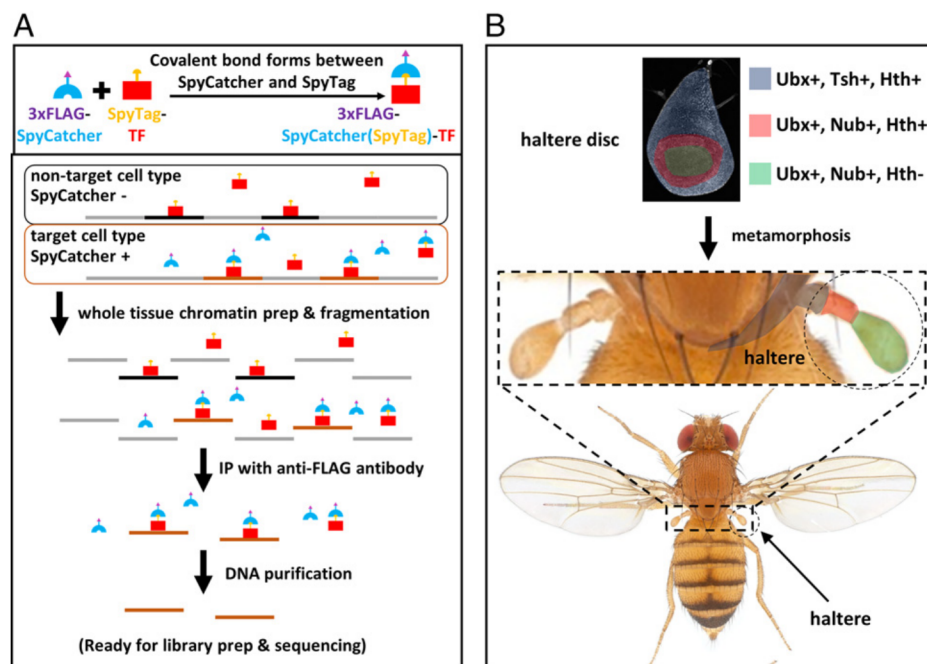 A
Covalent bond forms between
SpyCatcher and SpyTag
3xFLAG-
SpyCatcher
SpyTag-
TF
3xFLAG-
SpyCatcher(SpyTag)-TF
non-target cell type
SpyCatcher -
target cell type
SpyCatcher +
whole tissue chromatin prep & fragmentation
IP with anti-FLAG antibody
DNA purification
(Ready for library prep & sequencing)
B
haltere disc
Ubx+, Tsh+, Hth+
Ubx+, Nub+, Hth+
Ubx+, Nub+, Hth-
metamorphosis
haltere
haltere